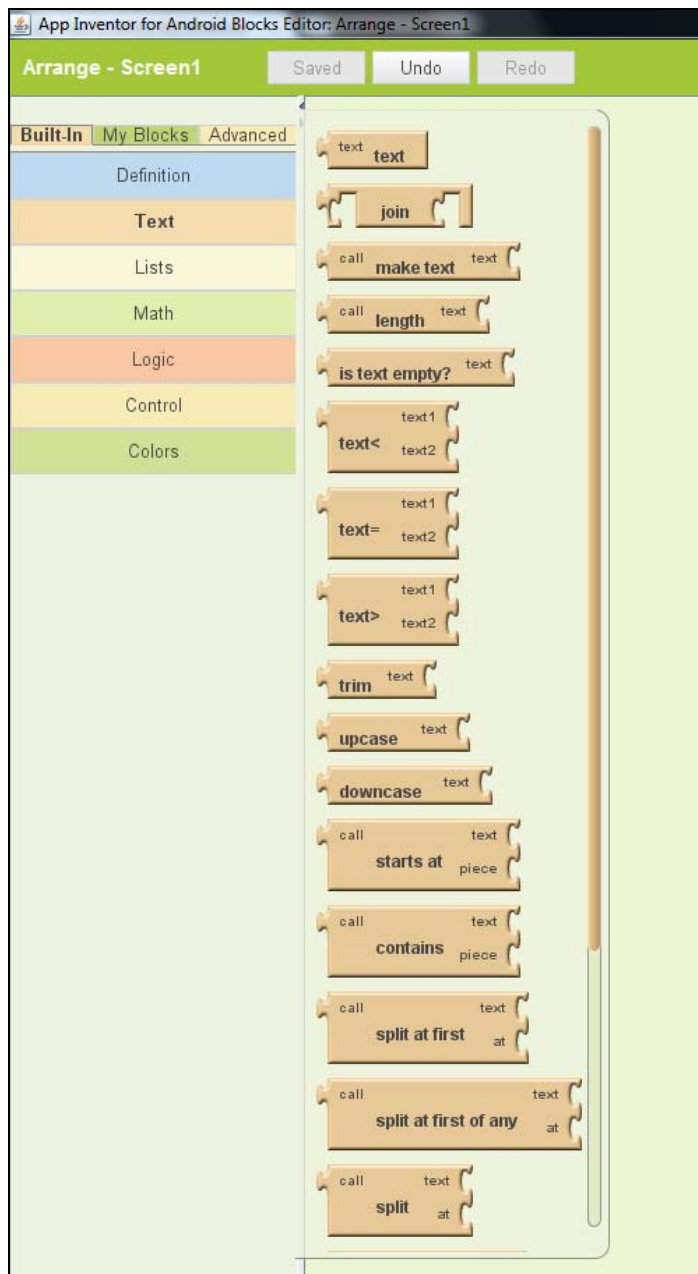 App Inventor for Android Blocks Editor: Arrange - Screen1
Arrange - Screen1 Saved Undo Redo
Built-In My Blocks Advanced
Definition
Text
Lists
Math
Logic
Control
Colors
text text
join
call make text text
call length text
is text empty? text
text1
text< text2
text1
text= text2
text1
text> text2
trim text
upcase text
downcase text
call text
starts at piece
call text
contains piece
call text
split at first at
call text
split at first of any at
call text
split at